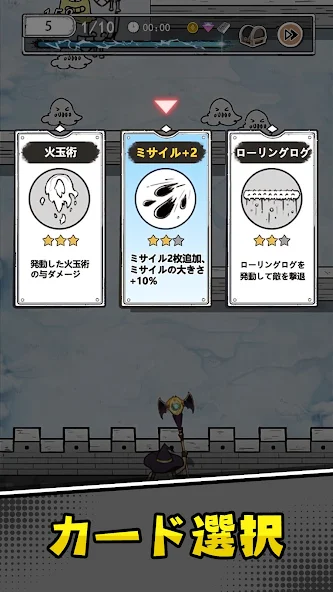 5
1/10
00:00
火玉術
発動した火玉術
の与ダメージ
ミサイル+2
ミサイル2枚追加、
ミサイルの大きさ
+10%
ローリングログ
ローリングログを
発動して敵を撃退
カード選択